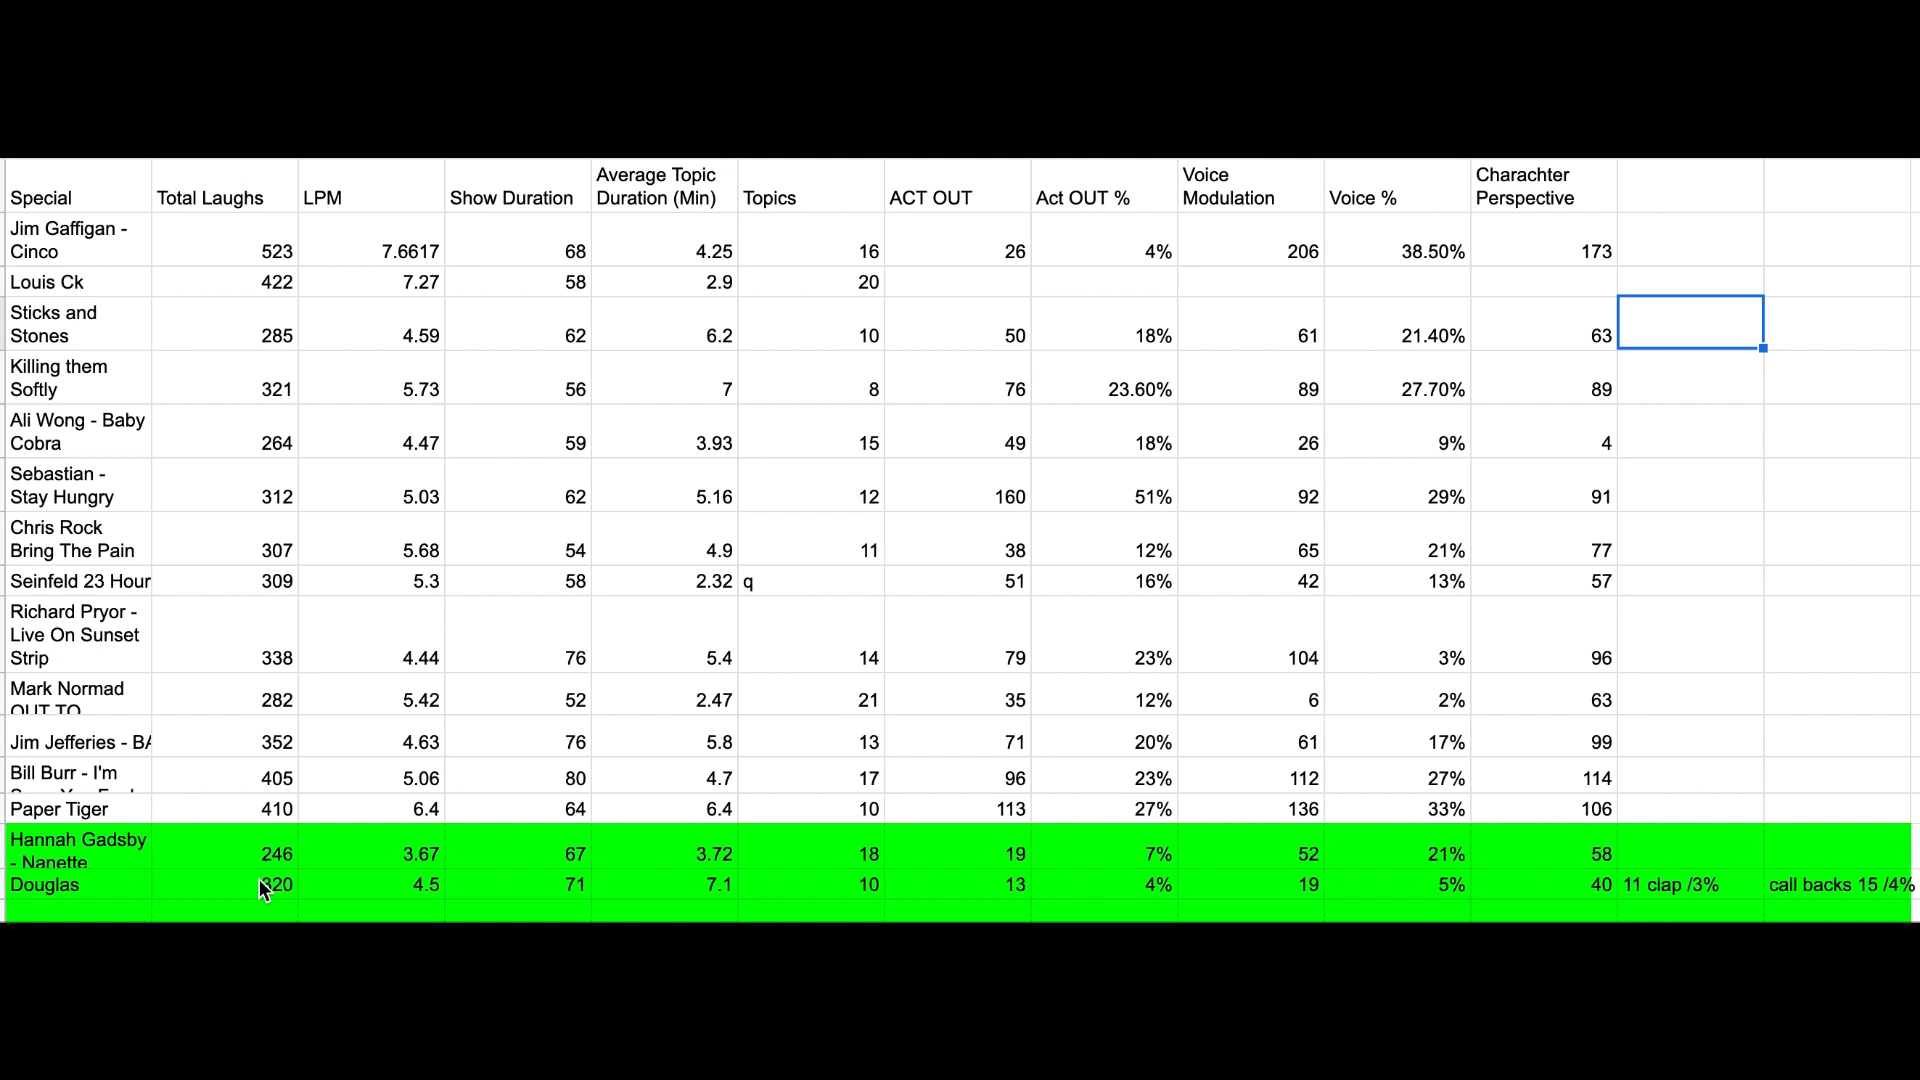 Special Total Laughs LPM Show Duration Average Topic Duration (Min) Topics ACT OUT Act OUT % Voice Modulation Voice % Charachter Perspective
Jim Gaffigan - Cinco 523 7.6617 68 4.25 16 26 4% 206 38.50% 173
Louis Ck 422 7.27 58 2.9 20
Sticks and Stones 285 4.59 62 6.2 10 50 18% 61 21.40% 63
Killing them Softly 321 5.73 56 7 8 76 23.60% 89 27.70% 89
Ali Wong - Baby Cobra 264 4.47 59 3.93 15 49 18% 26 9% 4
Sebastian - Stay Hungry 312 5.03 62 5.16 12 160 51% 92 29% 91
Chris Rock Bring The Pain 307 5.68 54 4.9 11 38 12% 65 21% 77
Seinfeld 23 Hour 309 5.3 58 2.32 q 51 16% 42 13% 57
Richard Pryor - Live On Sunset Strip 338 4.44 76 5.4 14 79 23% 104 3% 96
Mark Normad OUT TO 282 5.42 52 2.47 21 35 12% 6 2% 63
Jim Jefferies - BA 352 4.63 76 5.8 13 71 20% 61 17% 99
Bill Burr - I'm 405 5.06 80 4.7 17 96 23% 112 27% 114
Paper Tiger 410 6.4 64 6.4 10 113 27% 136 33% 106
Hannah Gadsby - Nanette 246 3.67 67 3.72 18 19 7% 52 21% 58
Douglas 320 4.5 71 7.1 10 13 4% 19 5% 40 11 clap /3% call backs 15 /4%